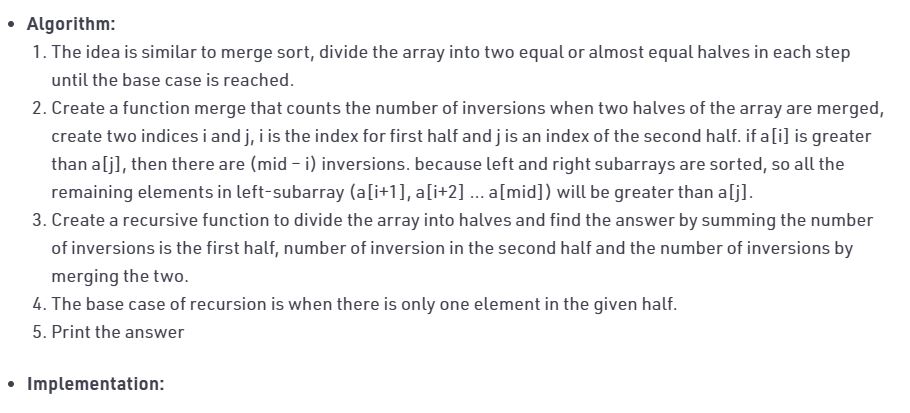 • Algorithm:
1. The idea is similar to merge sort, divide the array into two equal or almost equal halves in each step
until the base case is reached.
2. Create a function merge that counts the number of inversions when two halves of the array are merged,
create two indices i and j, i is the index for first half and j is an index of the second half. if a[i] is greater
than a[j], then there are (mid – i) inversions. because left and right subarrays are sorted, so all the
remaining elements in left-subarray (a[i+1], a[i+2] … a[mid]) will be greater than a[j].
3. Create a recursive function to divide the array into halves and find the answer by summing the number
of inversions is the first half, number of inversion in the second half and the number of inversions by
merging the two.
4. The base case of recursion is when there is only one element in the given half.
5. Print the answer
• Implementation: